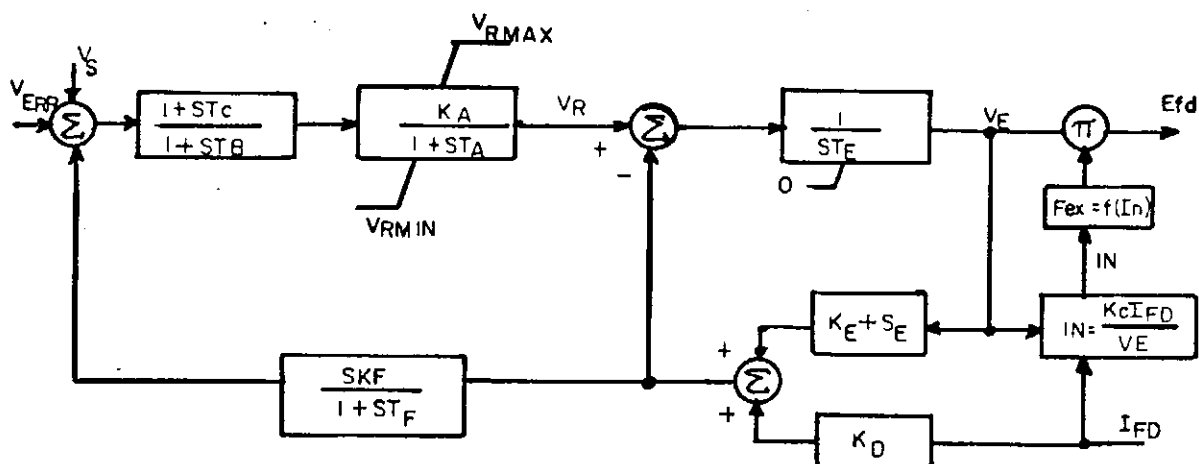 V_RMAX
V_S
V_ERR
Σ
1 + STC
1 + STB
K_A
1 + ST_A
V_R
+
-
Σ
1
ST_E
0
V_E
π
Efd
V_RMIN
Fex = f(In)
IN
K_E + S_E
IN = KcI_FD
VE
+
Σ
+
SKF
1 + ST_F
K_D
I_FD